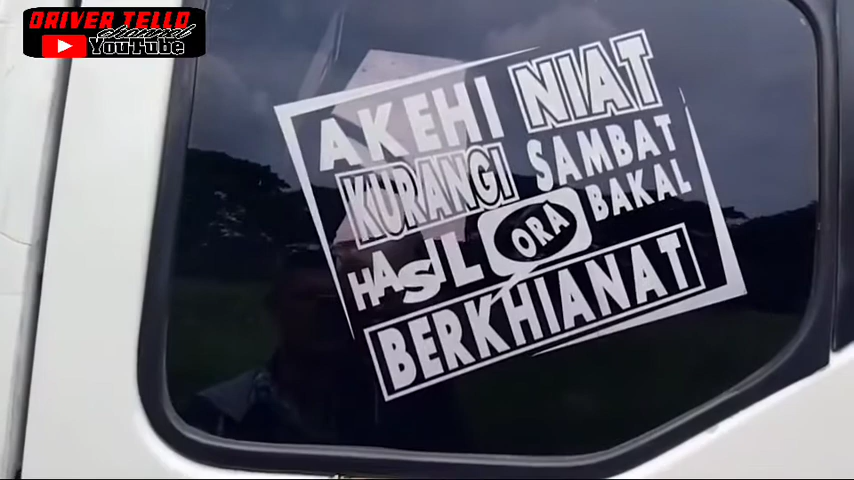 DRIVER TELLO
channel
YouTube
AKEHI NIAT
KURANGI SAMBAT
HASIL ORA BAKAL
BERKHIANAT